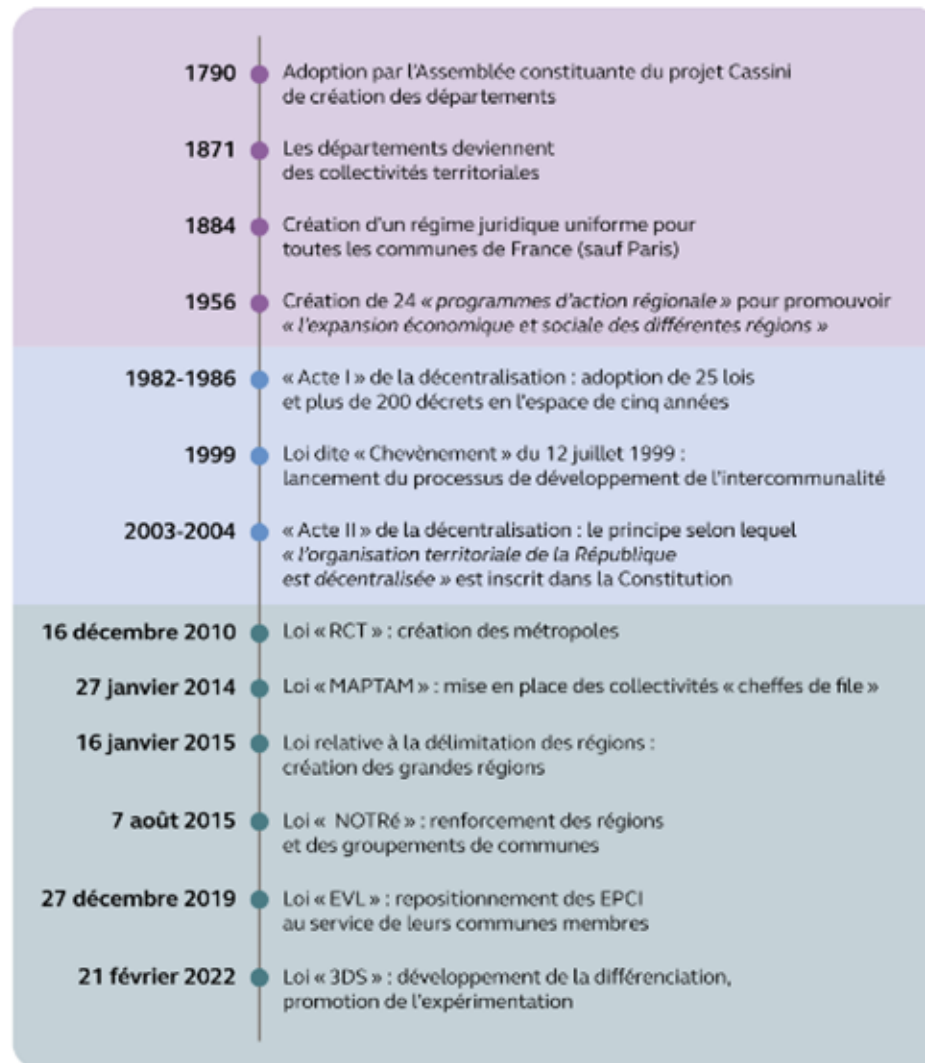 1790 Adoption par l'Assemblée constituante du projet Cassini
de création des départements
1871 Les départements deviennent
des collectivités territoriales
1884 Création d'un régime juridique uniforme pour
toutes les communes de France (sauf Paris)
1956 Création de 24 « programmes d'action régionale » pour promouvoir
« l'expansion économique et sociale des différentes régions »
1982-1986 « Acte I » de la décentralisation : adoption de 25 lois
et plus de 200 décrets en l'espace de cinq années
1999 Loi dite « Chevènement » du 12 juillet 1999 :
lancement du processus de développement de l'intercommunalité
2003-2004 « Acte II » de la décentralisation : le principe selon lequel
« l'organisation territoriale de la République
est décentralisée » est inscrit dans la Constitution
16 décembre 2010 Loi « RCT » : création des métropoles
27 janvier 2014 Loi « MAPTAM » : mise en place des collectivités « cheffes de file »
16 janvier 2015 Loi relative à la délimitation des régions :
création des grandes régions
7 août 2015 Loi « NOTRé » : renforcement des régions
et des groupements de communes
27 décembre 2019 Loi « EVL » : repositionnement des EPCI
au service de leurs communes membres
21 février 2022 Loi « 3DS » : développement de la différenciation,
promotion de l'expérimentation